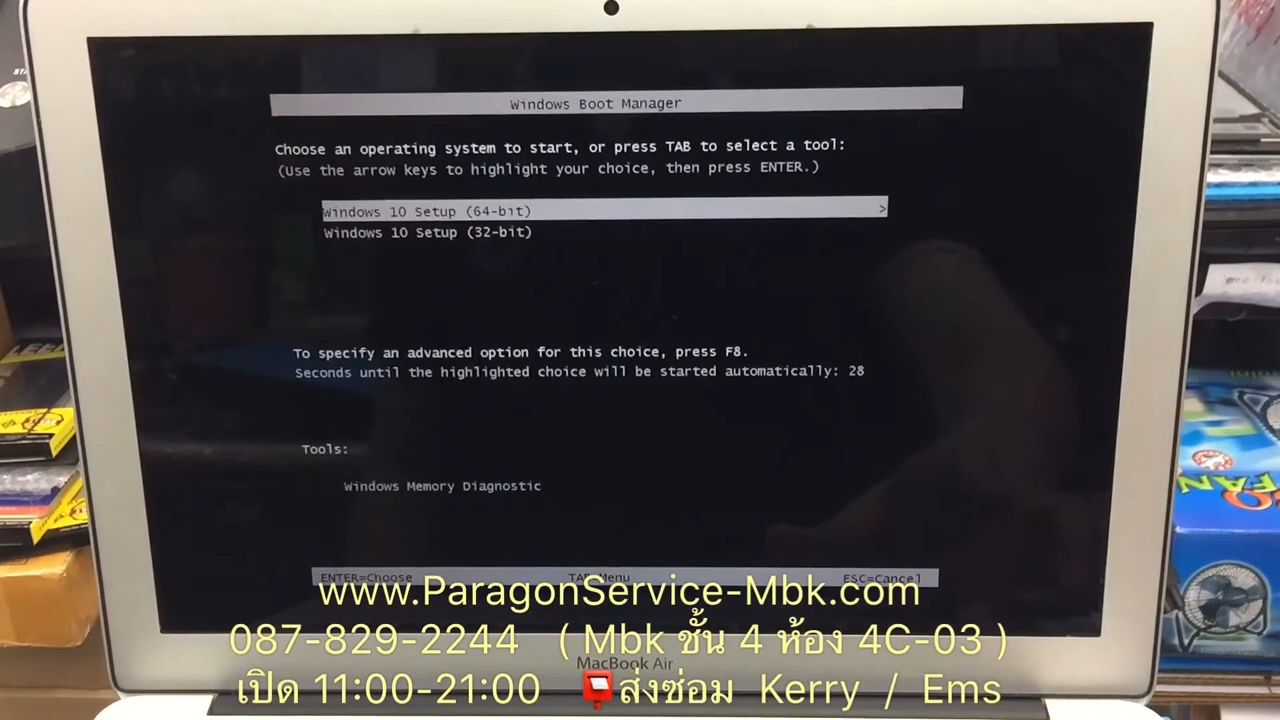 Windows Boot Manager
Choose an operating system to start, or press TAB to select a tool:
(Use the arrow keys to highlight your choice, then press ENTER.)
Windows 10 Setup (64-bit) >
Windows 10 Setup (32-bit)
To specify an advanced option for this choice, press F8.
Seconds until the highlighted choice will be started automatically: 28
Tools:
Windows Memory Diagnostic
ENTER=Choose TAB=Menu ESC=Cancel
www.ParagonService-Mbk.com
087-829-2244 ( Mbk ชั้น 4 ห้อง 4C-03 )
MacBook Air
เปิด 11:00-21:00 ส่งซ่อม Kerry / Ems
FAN